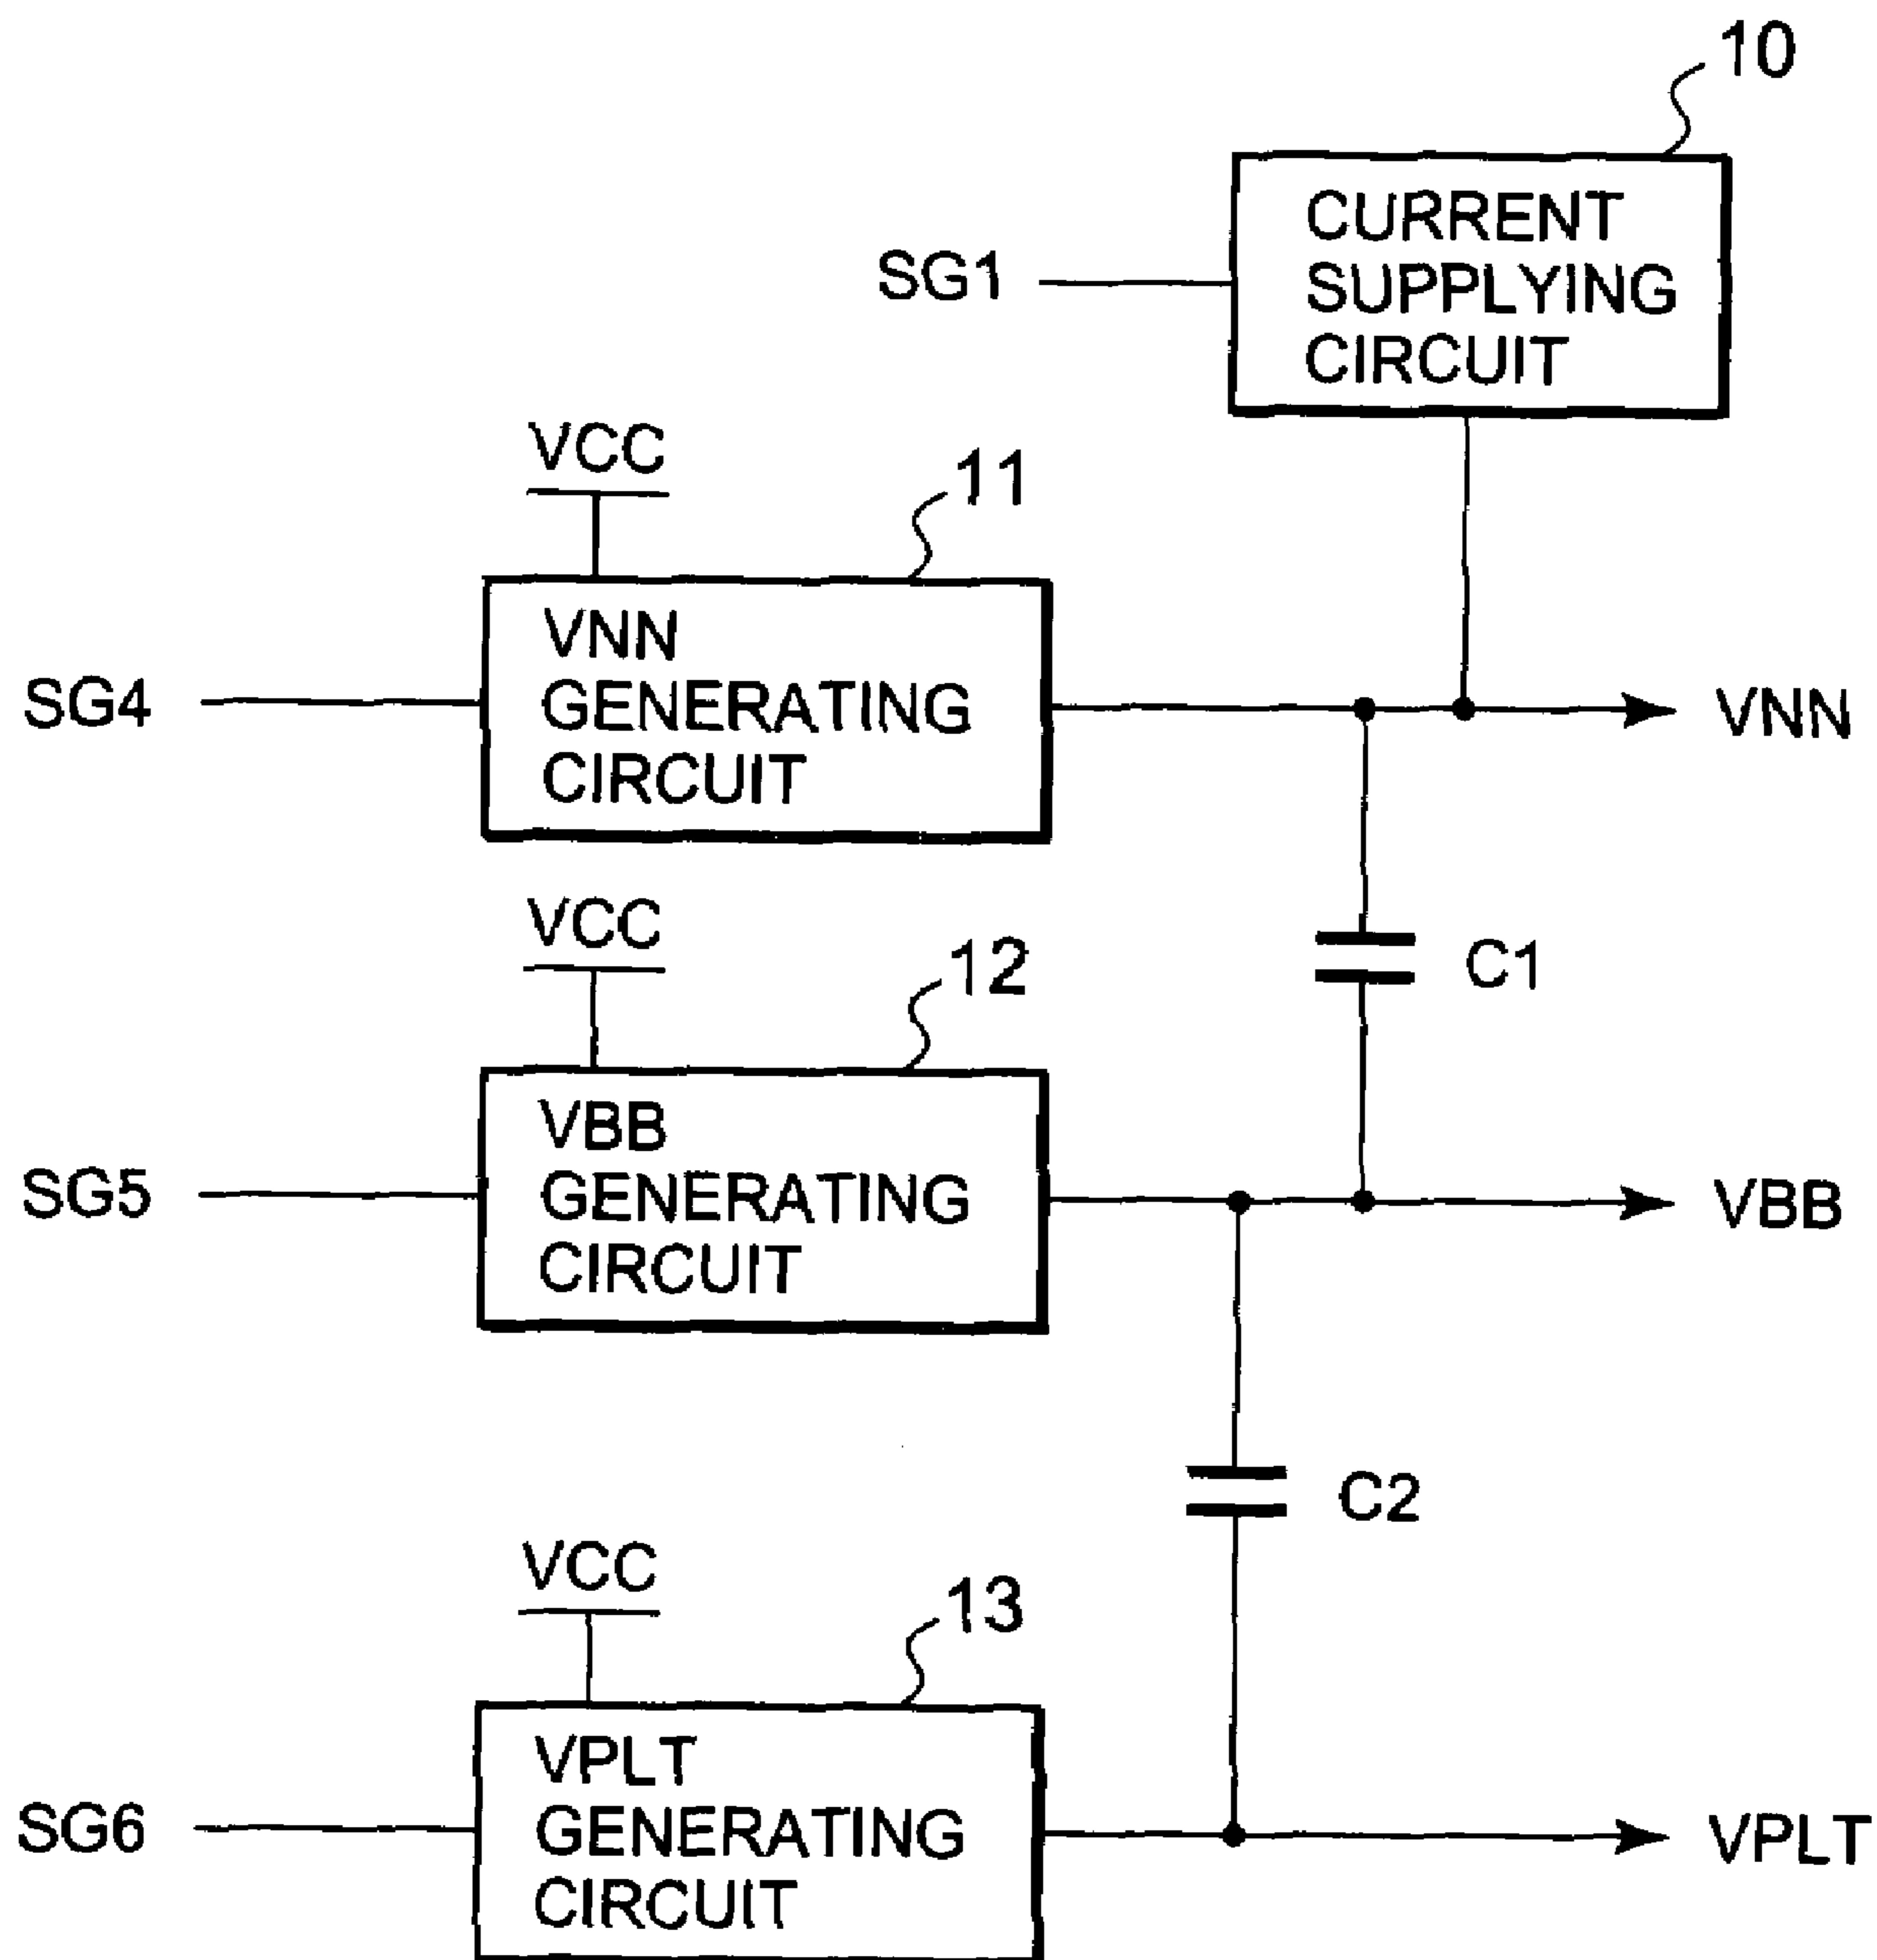 10
CURRENT
SUPPLYING
CIRCUIT
SG1
VCC
11
VNN
GENERATING
CIRCUIT
SG4
VNN
VCC
12
C1
VBB
GENERATING
CIRCUIT
SG5
VBB
C2
VCC
13
VPLT
GENERATING
CIRCUIT
SG6
VPLT